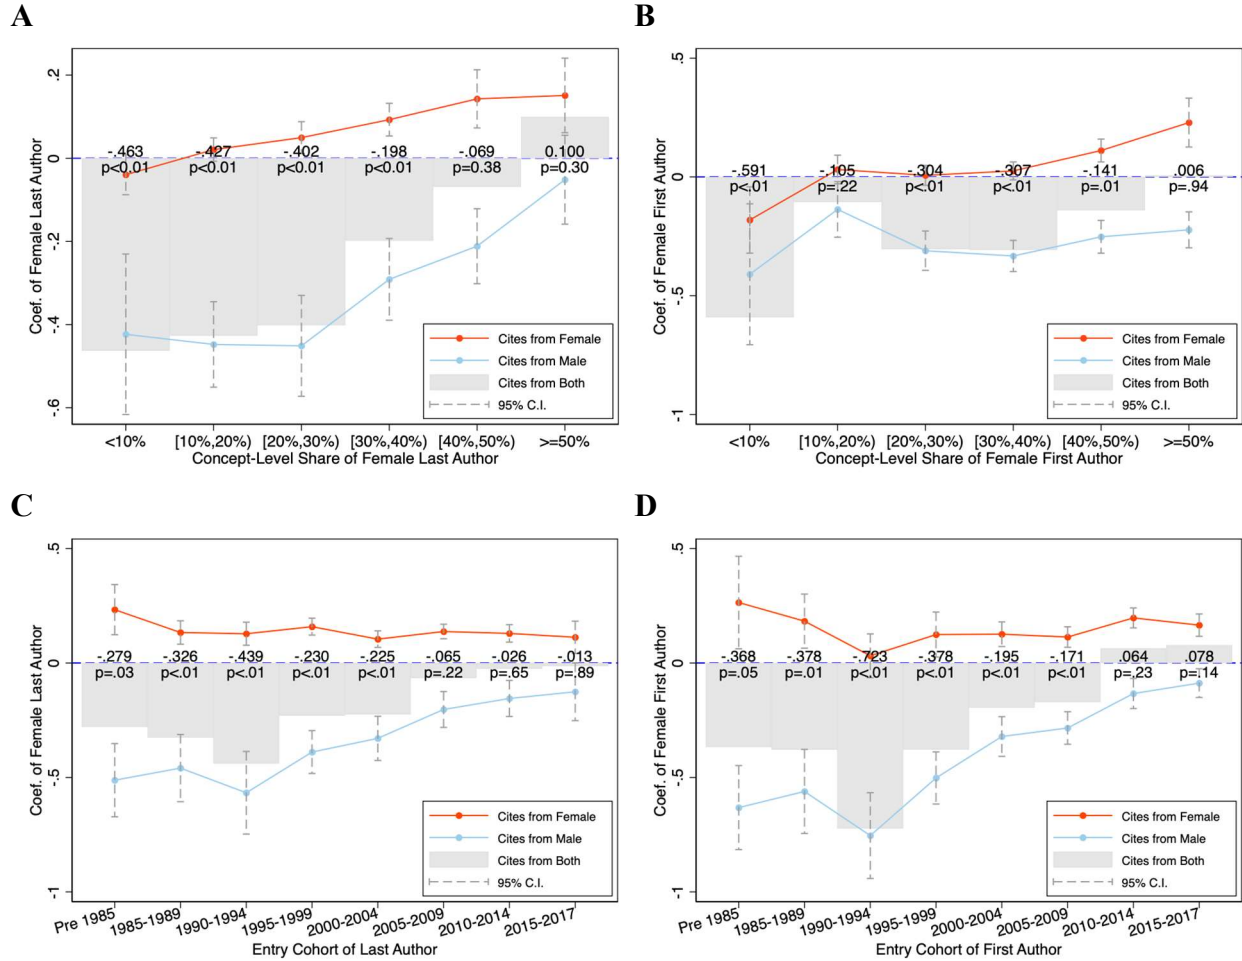 A
Coef. of Female Last Author
.2
0
-.2
-.4
-.6
-.463 -.427 -.402 -.198 -.069 0.100
p<0.01 p<0.01 p<0.01 p<0.01 p=0.38 p=0.30
Cites from Female
Cites from Male
Cites from Both
95% C.I.
<10% [10%,20%) [20%,30%) [30%,40%) [40%,50%) >=50%
Concept-Level Share of Female Last Author
B
Coef. of Female First Author
.5
0
-.5
-1
-.591 -.105 -.304 -.307 -.141 .006
p<.01 p=.22 p<.01 p<.01 p=.01 p=.94
Cites from Female
Cites from Male
Cites from Both
95% C.I.
<10% [10%,20%) [20%,30%) [30%,40%) [40%,50%) >=50%
Concept-Level Share of Female First Author
C
Coef. of Female Last Author
.5
0
-.5
-1
-.279 -.326 -.439 -.230 -.225 -.065 -.026 -.013
p=.03 p<.01 p<.01 p<.01 p<.01 p=.22 p=.65 p=.89
Cites from Female
Cites from Male
Cites from Both
95% C.I.
Pre 1985 1985-1989 1990-1994 1995-1999 2000-2004 2005-2009 2010-2014 2015-2017
Entry Cohort of Last Author
D
Coef. of Female First Author
.5
0
-.5
-1
-.368 -.378 -.723 -.378 -.195 -.171 .064 .078
p=.05 p=.01 p<.01 p<.01 p<.01 p<.01 p=.23 p=.14
Cites from Female
Cites from Male
Cites from Both
95% C.I.
Pre 1985 1985-1989 1990-1994 1995-1999 2000-2004 2005-2009 2010-2014 2015-2017
Entry Cohort of First Author